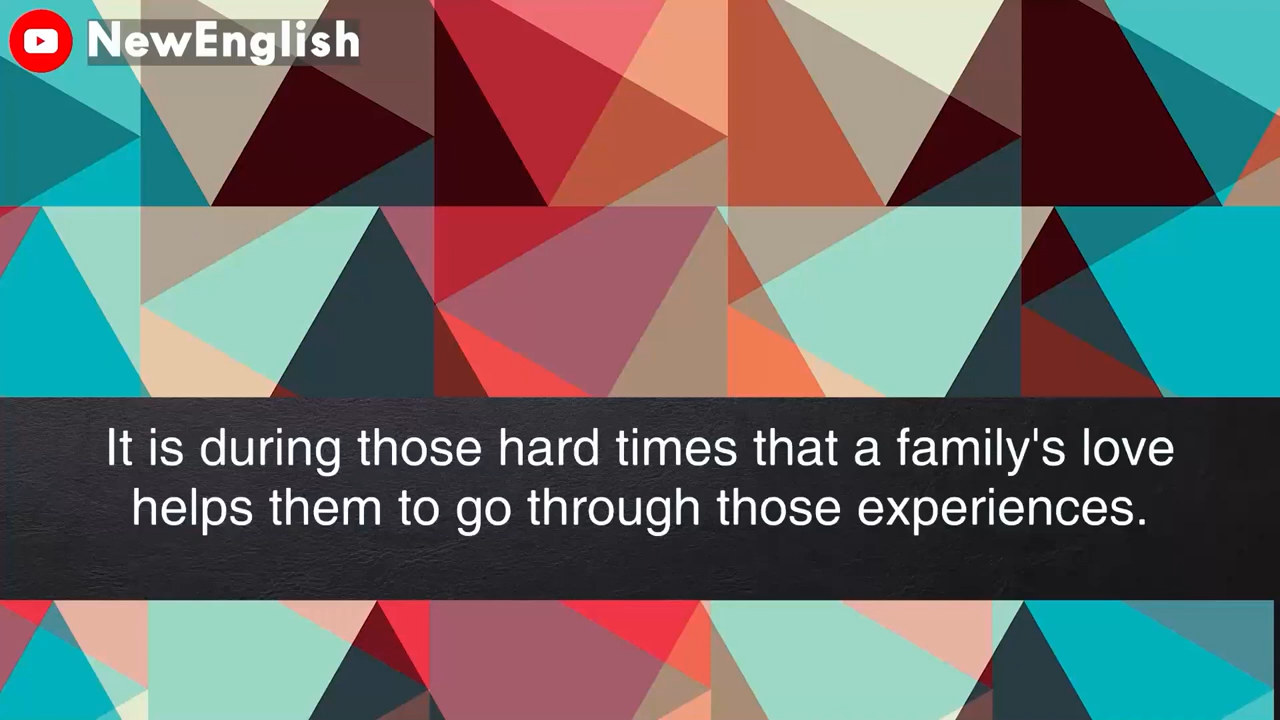 NewEnglish
It is during those hard times that a family's love
helps them to go through those experiences.